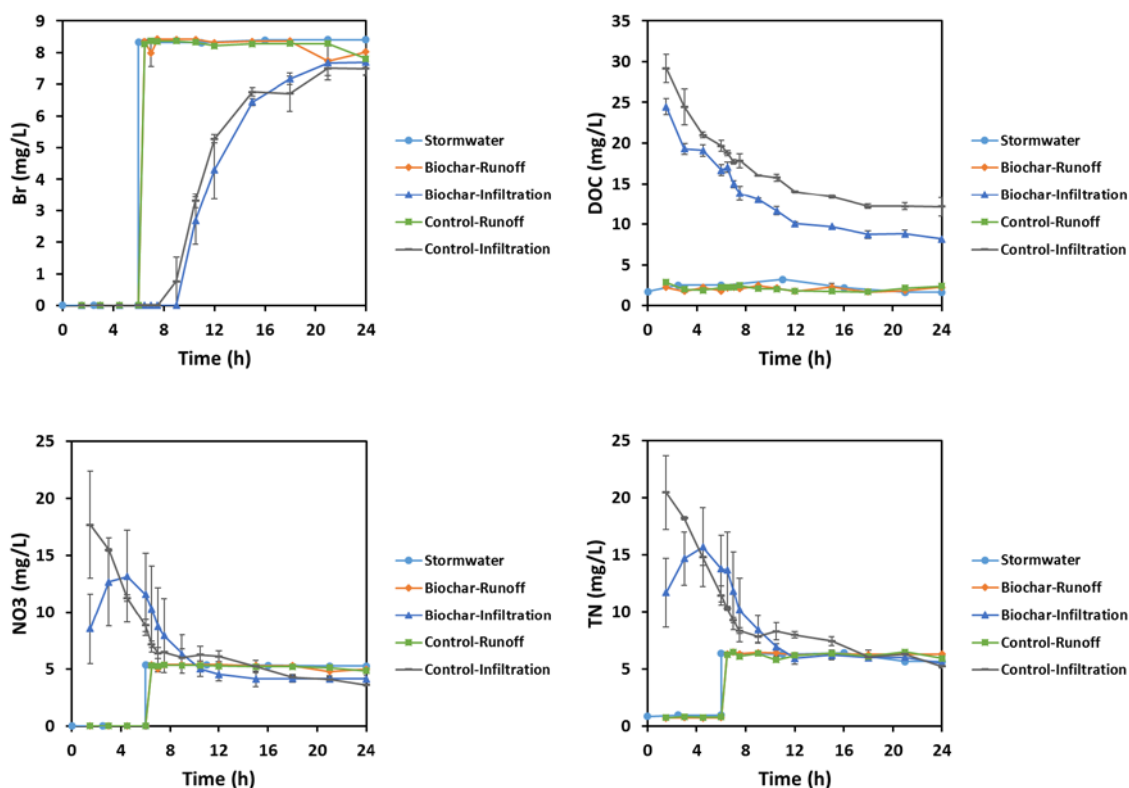 9
8
7
6
5
4
3
2
1
0
Br (mg/L)
0 4 8 12 16 20 24
Time (h)
Stormwater
Biochar-Runoff
Biochar-Infiltration
Control-Runoff
Control-Infiltration
35
30
25
20
15
10
5
0
DOC (mg/L)
0 4 8 12 16 20 24
Time (h)
Stormwater
Biochar-Runoff
Biochar-Infiltration
Control-Runoff
Control-Infiltration
25
20
15
10
5
0
NO3 (mg/L)
0 4 8 12 16 20 24
Time (h)
Stormwater
Biochar-Runoff
Biochar-Infiltration
Control-Runoff
Control-Infiltration
25
20
15
10
5
0
TN (mg/L)
0 4 8 12 16 20 24
Time (h)
Stormwater
Biochar-Runoff
Biochar-Infiltration
Control-Runoff
Control-Infiltration